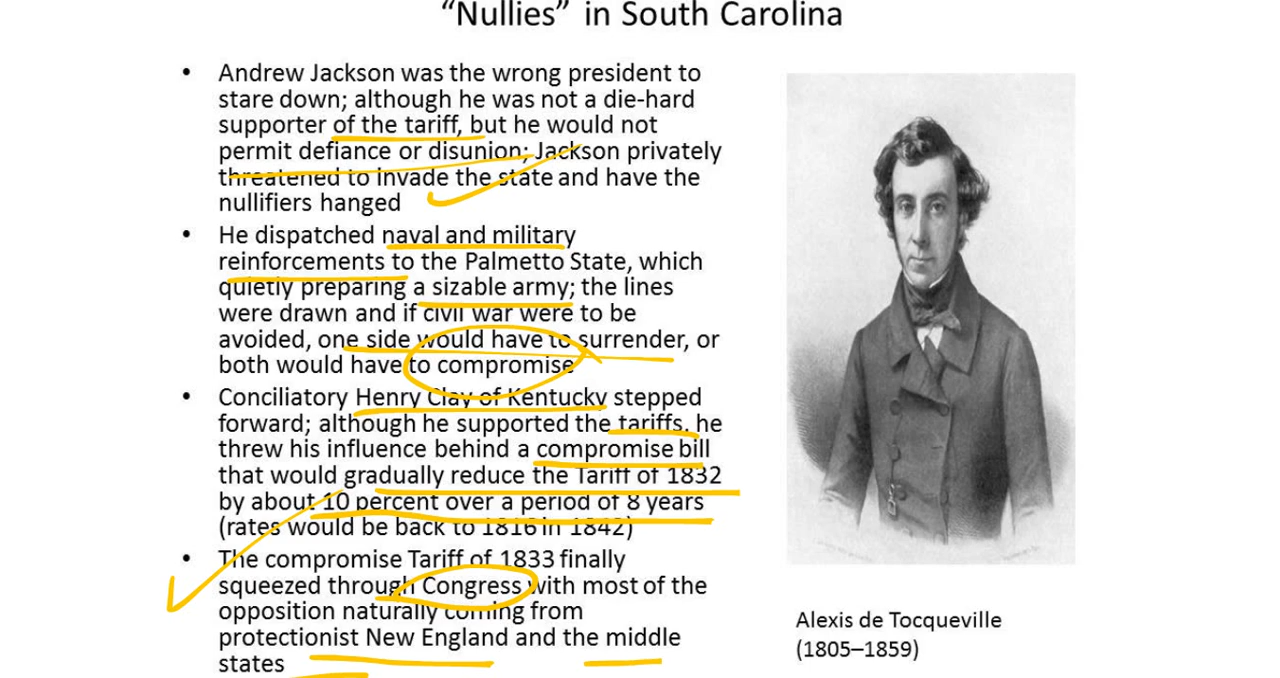 “Nullies” in South Carolina
• Andrew Jackson was the wrong president to
stare down; although he was not a die-hard
supporter of the tariff, but he would not
permit defiance or disunion; Jackson privately
threatened to invade the state and have the
nullifiers hanged
• He dispatched naval and military
reinforcements to the Palmetto State, which
quietly preparing a sizable army; the lines
were drawn and if civil war were to be
avoided, one side would have to surrender, or
both would have to compromise
• Conciliatory Henry Clay of Kentucky stepped
forward; although he supported the tariffs, he
threw his influence behind a compromise bill
that would gradually reduce the Tariff of 1832
by about 10 percent over a period of 8 years
(rates would be back to 1816 in 1842)
• The compromise Tariff of 1833 finally
squeezed through Congress with most of the
opposition naturally coming from
protectionist New England and the middle
states
Alexis de Tocqueville
(1805–1859)